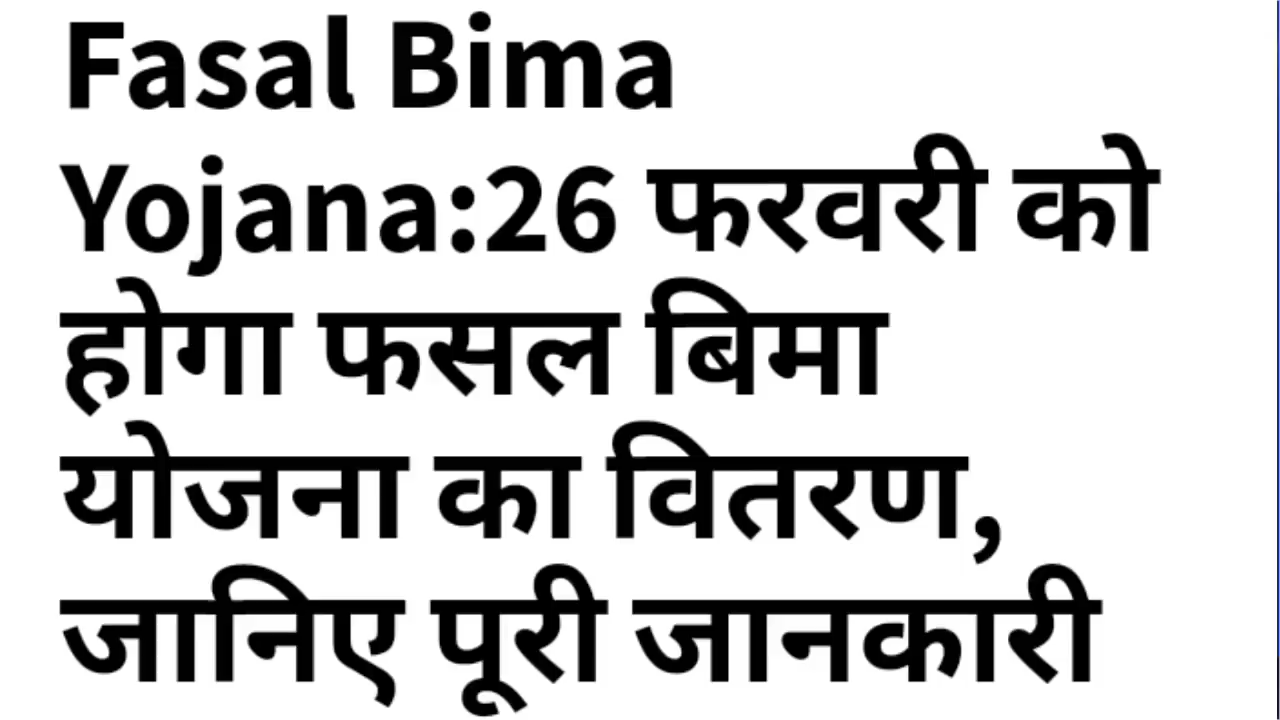 Fasal Bima
Yojana:26 फरवरी को
होगा फसल बिमा
योजना का वितरण,
जानिए पूरी जानकारी